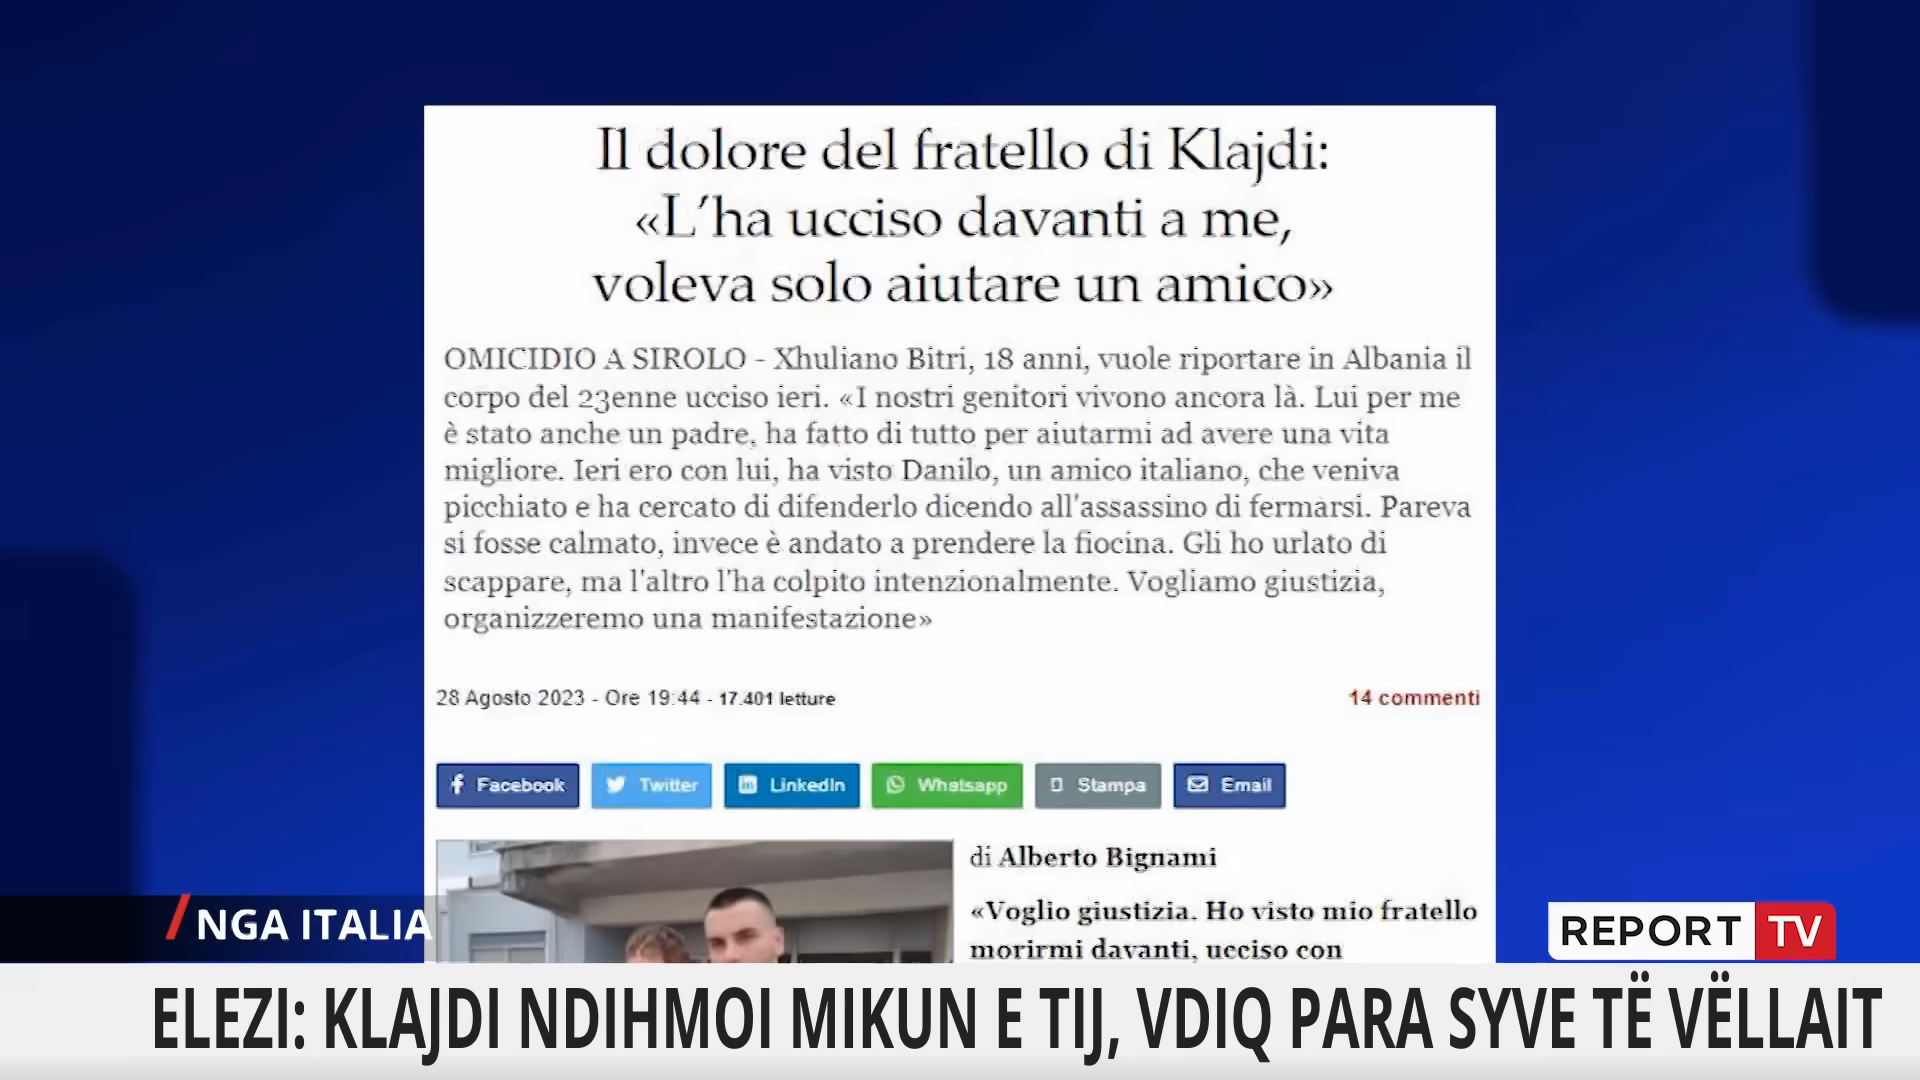 Il dolore del fratello di Klajdi:
«L'ha ucciso davanti a me,
voleva solo aiutare un amico»
OMICIDIO A SIROLO - Xhuliano Bitri, 18 anni, vuole riportare in Albania il
corpo del 23enne ucciso ieri. «I nostri genitori vivono ancora là. Lui per me
è stato anche un padre, ha fatto di tutto per aiutarmi ad avere una vita
migliore. Ieri ero con lui, ha visto Danilo, un amico italiano, che veniva
picchiato e ha cercato di difenderlo dicendo all'assassino di fermarsi. Pareva
si fosse calmato, invece è andato a prendere la fiocina. Gli ho urlato di
scappare, ma l'altro l'ha colpito intenzionalmente. Vogliamo giustizia,
organizzeremo una manifestazione»
28 Agosto 2023 - Ore 19:44 - 17.401 letture
14 commenti
Facebook
Twitter
LinkedIn
Whatsapp
Stampa
Email
di Alberto Bignami
«Voglio giustizia. Ho visto mio fratello
morirmi davanti, ucciso con
NGA ITALIA
REPORT TV
ELEZI: KLAJDI NDIHMOI MIKUN E TIJ, VDIQ PARA SYVE TË VËLLAIT